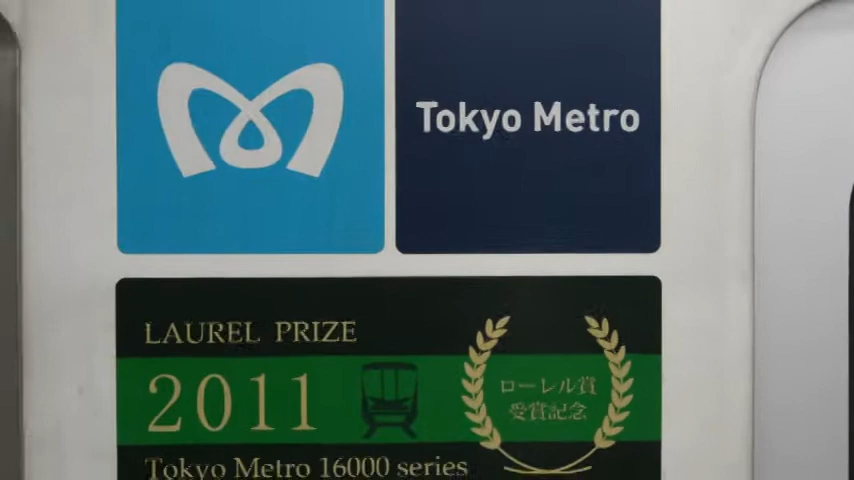 Tokyo Metro
LAUREL PRIZE
2011
ローレル賞
受賞記念
Tokyo Metro 16000 series